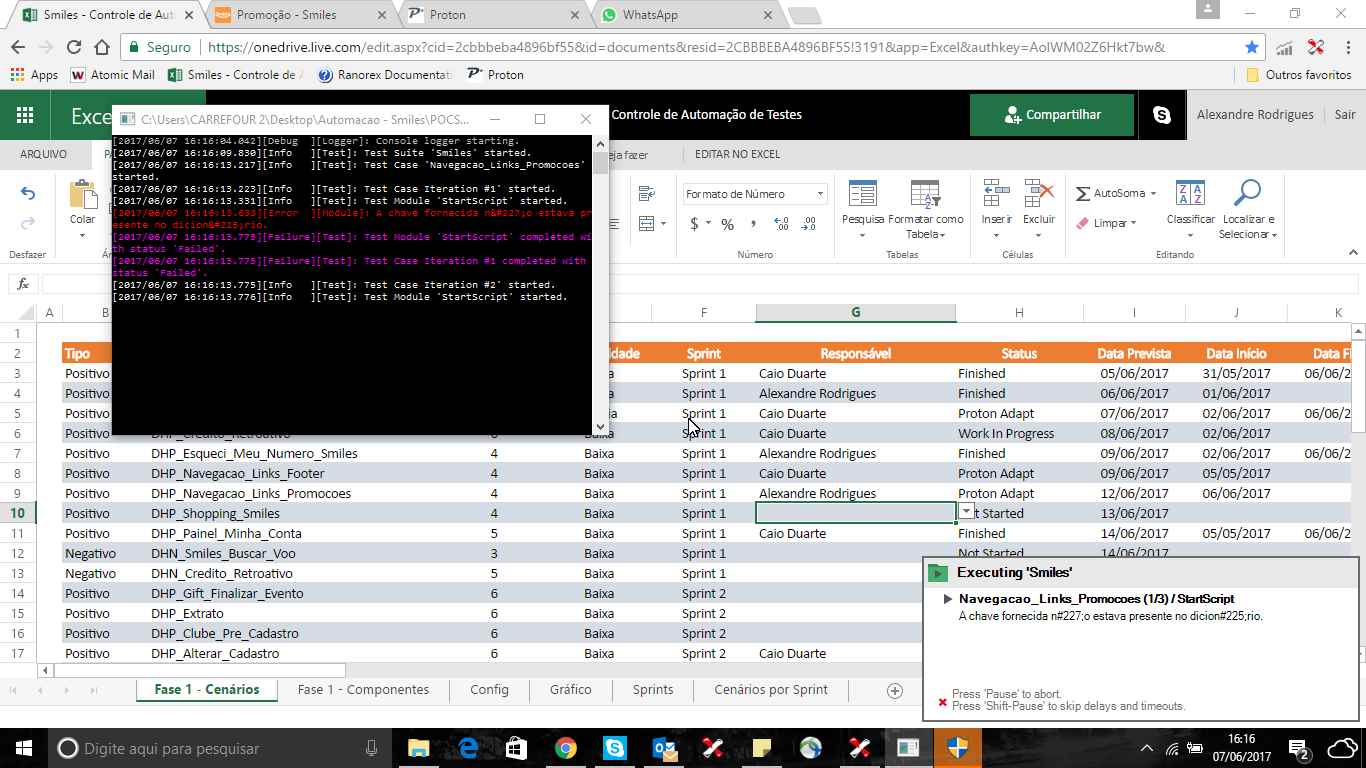 Smiles - Controle de Aut
Promoção - Smiles
Proton
WhatsApp
Seguro
https://onedrive.live.com/edit.aspx?cid=2cbbbeba4896bf55&id=documents&resid=2CBBBEBA4896BF55!3191&app=Excel&authkey=AoIWM02Z6Hkt7bw&
Apps
Atomic Mail
Smiles - Controle de A
Ranorex Documentat
Proton
Outros favoritos
Exce
Controle de Automação de Testes
Compartilhar
Alexandre Rodrigues
Sair
C:\Users\CARREFOUR 2\Desktop\Automacao - Smiles\POCS...
[2017/06/07 16:16:04.042][Debug ][Logger]: Console logger starting.
[2017/06/07 16:16:09.830][Info ][Test]: Test Suite 'Smiles' started.
[2017/06/07 16:16:13.217][Info ][Test]: Test Case 'Navegacao_Links_Promocoes'
started.
[2017/06/07 16:16:13.223][Info ][Test]: Test Case Iteration #1' started.
[2017/06/07 16:16:13.331][Info ][Test]: Test Module 'StartScript' started.
[2017/06/07 16:16:13.633][Error ][Module]: A chave fornecida n&#227;o estava pr
esente no dicion&#225;rio.
[2017/06/07 16:16:13.775][Failure][Test]: Test Module 'StartScript' completed wi
th status 'Failed'.
[2017/06/07 16:16:13.775][Failure][Test]: Test Case Iteration #1 completed with
status 'Failed'.
[2017/06/07 16:16:13.775][Info ][Test]: Test Case Iteration #2' started.
[2017/06/07 16:16:13.776][Info ][Test]: Test Module 'StartScript' started.
ARQUIVO
eja fazer
EDITAR NO EXCEL
Desfazer
Colar
Formato de Número
$ %
Número
Pesquisa
Formatar como Tabela
Tabelas
Inserir
Excluir
Células
AutoSoma
Limpar
Classificar
Localizar e Selecionar
Editando
fx
A B F G H I J K
1
2 Tipo ldade Sprint Responsável Status Data Prevista Data Início Data Fi
3 Positivo a Sprint 1 Caio Duarte Finished 05/06/2017 31/05/2017 06/06/2
4 Positivo a Sprint 1 Alexandre Rodrigues Finished 06/06/2017 01/06/2017
5 Positivo ia Sprint 1 Caio Duarte Proton Adapt 07/06/2017 02/06/2017 06/06/2
6 Positivo DHP_Credito_Retroativo a Sprint 1 Caio Duarte Work In Progress 08/06/2017 02/06/2017
7 Positivo DHP_Esqueci_Meu_Numero_Smiles 4 Baixa Sprint 1 Alexandre Rodrigues Finished 09/06/2017 02/06/2017 06/06/2
8 Positivo DHP_Navegacao_Links_Footer 4 Baixa Sprint 1 Caio Duarte Proton Adapt 09/06/2017 05/05/2017
9 Positivo DHP_Navegacao_Links_Promocoes 4 Baixa Sprint 1 Alexandre Rodrigues Proton Adapt 12/06/2017 06/06/2017
10 Positivo DHP_Shopping_Smiles 4 Baixa Sprint 1 t Started 13/06/2017
11 Positivo DHP_Painel_Minha_Conta 5 Baixa Sprint 1 Caio Duarte Finished 14/06/2017 05/05/2017 06/06/2
12 Negativo DHN_Smiles_Buscar_Voo 3 Baixa Sprint 1 Not Started 14/06/2017
13 Negativo DHN_Credito_Retroativo 5 Baixa Sprint 1
14 Positivo DHP_Gift_Finalizar_Evento 6 Baixa Sprint 2
15 Positivo DHP_Extrato 6 Baixa Sprint 2
16 Positivo DHP_Clube_Pre_Cadastro 6 Baixa Sprint 2
17 Positivo DHP_Alterar_Cadastro 6 Baixa Sprint 2 Caio Duarte
Executing 'Smiles'
Navegacao_Links_Promocoes (1/3) / StartScript
A chave fornecida n#227;o estava presente no dicion#225;rio.
Press 'Pause' to abort.
Press 'Shift-Pause' to skip delays and timeouts.
Fase 1 - Cenários
Fase 1 - Componentes
Config
Gráfico
Sprints
Cenários por Sprint
Digite aqui para pesquisar
16:16
07/06/2017
2